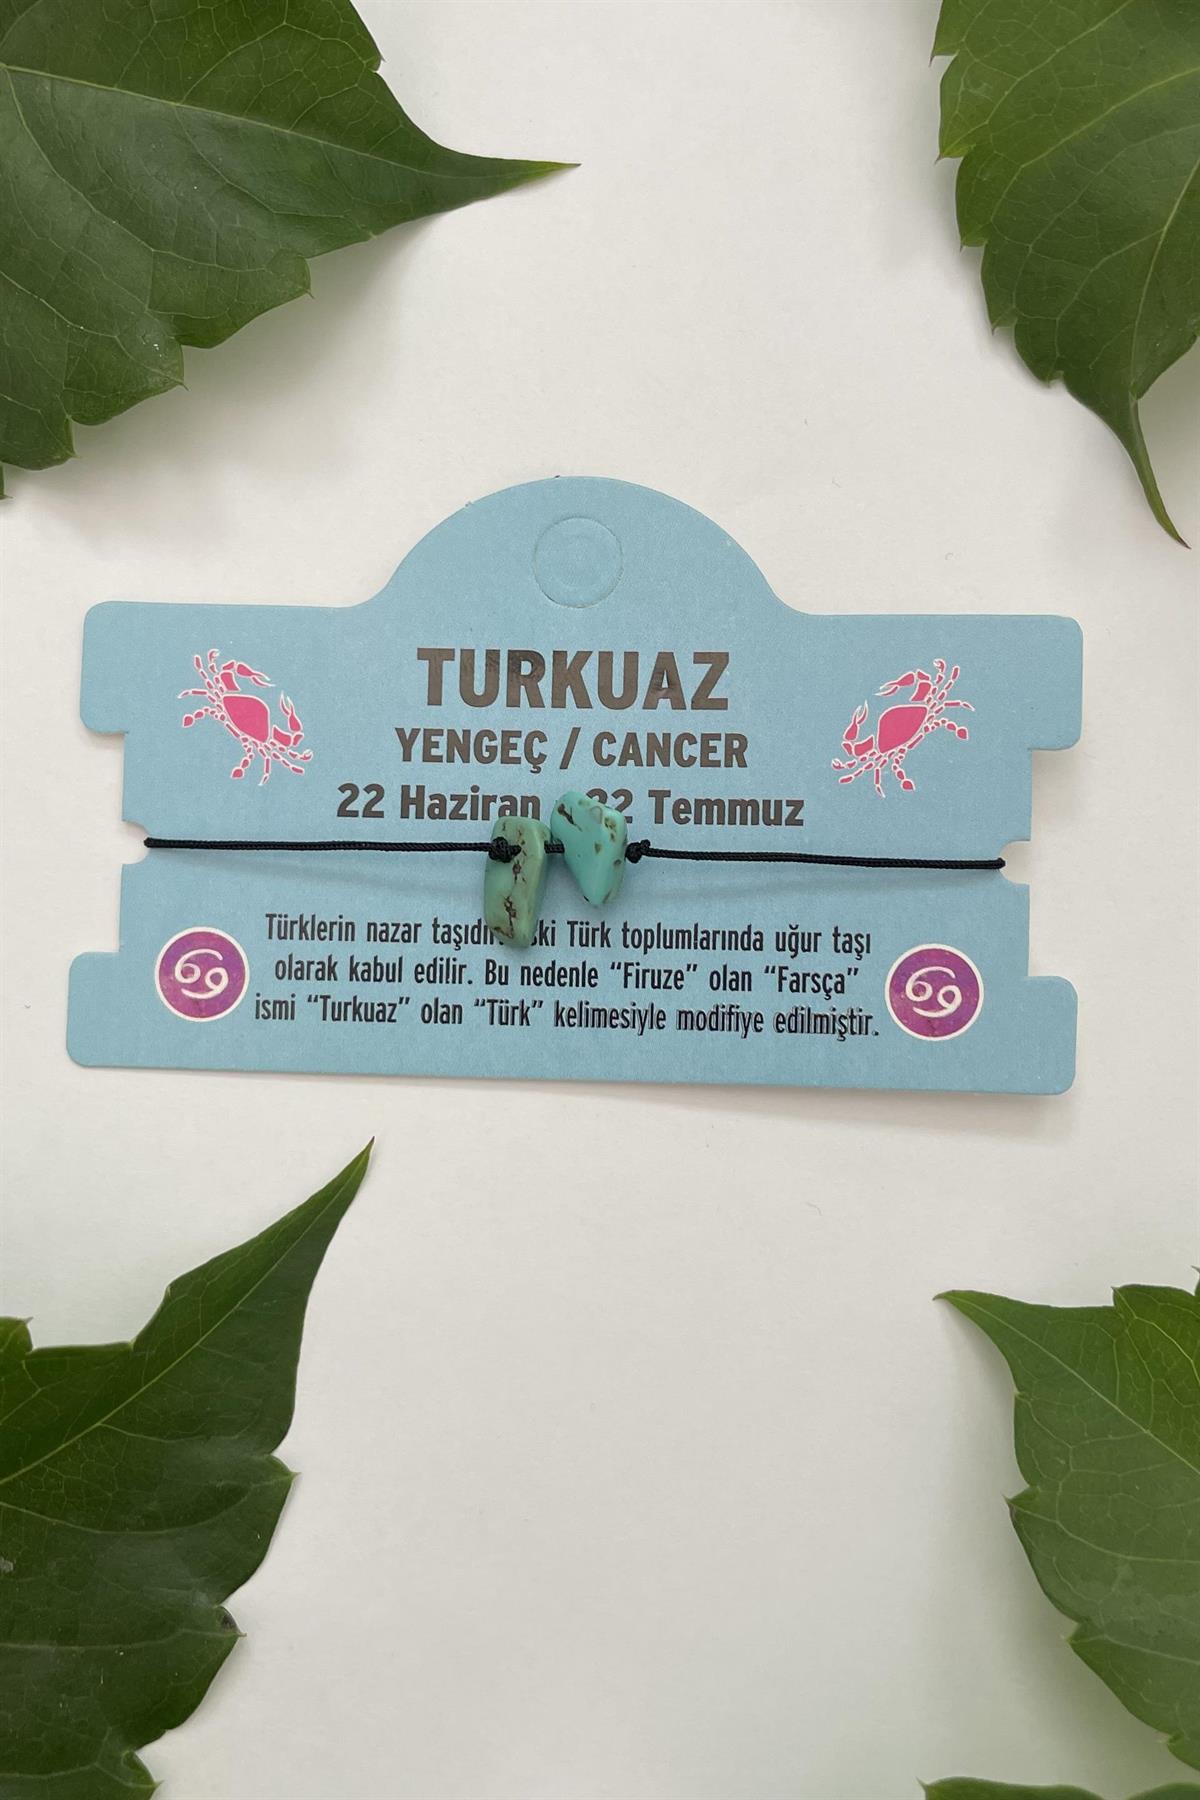 TURKUAZ
YENGEÇ / CANCER
22 Haziran 22 Temmuz
Türklerin nazar taşıdır. Türk toplumlarında uğur taşı
olarak kabul edilir. Bu nedenle “Firuze” olan “Farsça”
ismi “Turkuaz” olan “Türk” kelimesiyle modifiye edilmiştir.